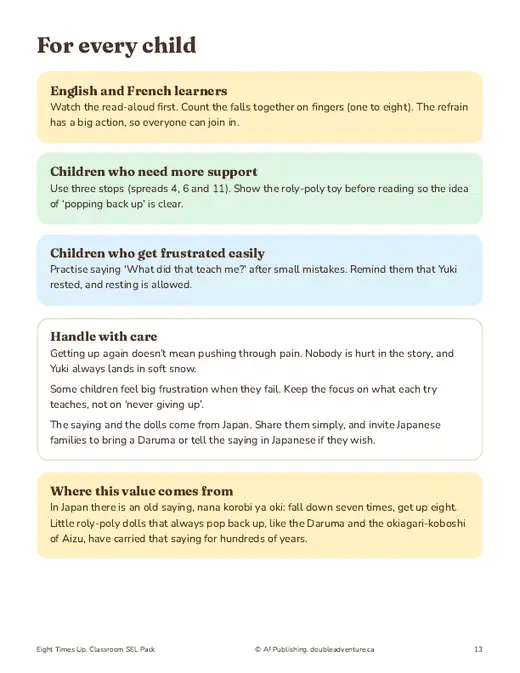 For every child
English and French learners
Watch the read-aloud first. Count the falls together on fingers (one to eight). The refrain
has a big action, so everyone can join in.
Children who need more support
Use three stops (spreads 4, 6 and 11). Show the roly-poly toy before reading so the idea
of 'popping back up' is clear.
Children who get frustrated easily
Practise saying 'What did that teach me?' after small mistakes. Remind them that Yuki
rested, and resting is allowed.
Handle with care
Getting up again doesn't mean pushing through pain. Nobody is hurt in the story, and
Yuki always lands in soft snow.
Some children feel big frustration when they fail. Keep the focus on what each try
teaches, not on 'never giving up'.
The saying and the dolls come from Japan. Share them simply, and invite Japanese
families to bring a Daruma or tell the saying in Japanese if they wish.
Where this value comes from
In Japan there is an old saying, nana korobi ya oki: fall down seven times, get up eight.
Little roly-poly dolls that always pop back up, like the Daruma and the okiagari-koboshi
of Aizu, have carried that saying for hundreds of years.
Eight Times Up, Classroom SEL Pack
© A² Publishing, doubleadventure.ca
13